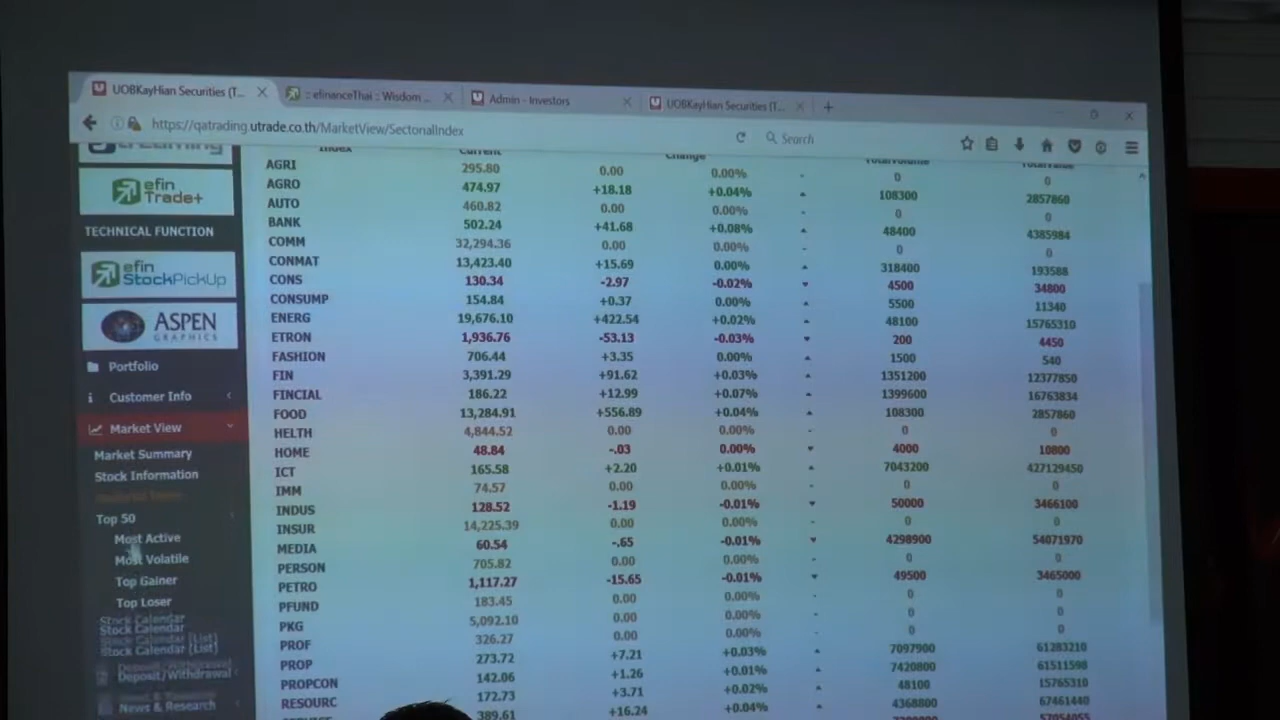 UOBKayHian Securities (T... :: efinanceThai :: Wisdom ... Admin - Investors UOBKayHian Securities (T...
https://qatrading.utrade.co.th/MarketView/SectorialIndex Search
Index Current Change TotalVolume TotalValue
AGRI 295.80 0.00 0.00% - 0 0
AGRO 474.97 +18.18 +0.04% 108300 2857860
AUTO 460.82 0.00 0.00% - 0 0
BANK 502.24 +41.68 +0.08% 48400 4385984
COMM 32,294.36 0.00 0.00% - 0 0
CONMAT 13,423.40 +15.69 0.00% 318400 193588
CONS 130.34 -2.97 -0.02% 4500 34800
CONSUMP 154.84 +0.37 0.00% 5500 11340
ENERG 19,676.10 +422.54 +0.02% 48100 15765310
ETRON 1,936.76 -53.13 -0.03% 200 4450
FASHION 706.44 +3.35 0.00% 1500 540
FIN 3,391.29 +91.62 +0.03% 1351200 12377850
FINCIAL 186.22 +12.99 +0.07% 1399600 16763834
FOOD 13,284.91 +556.89 +0.04% 108300 2857860
HELTH 4,844.52 0.00 0.00% - 0 0
HOME 48.84 -.03 0.00% 4000 10800
ICT 165.58 +2.20 +0.01% 7043200 427129450
IMM 74.57 0.00 0.00% - 0 0
INDUS 128.52 -1.19 -0.01% 50000 3466100
INSUR 14,225.39 0.00 0.00% - 0 0
MEDIA 60.54 -.65 -0.01% 4298900 54071970
PERSON 705.82 0.00 0.00% - 0 0
PETRO 1,117.27 -15.65 -0.01% 49500 3465000
PFUND 183.45 0.00 0.00% - 0 0
PKG 5,092.10 0.00 0.00% - 0 0
PROF 326.27 0.00 0.00% - 0 0
PROP 273.72 +7.21 +0.03% 7097900 61283210
PROPCON 142.06 +1.26 +0.01% 7420800 61511598
RESOURC 172.73 +3.71 +0.02% 48100 15765310
389.61 +16.24 +0.04% 4368800 67461440
efin
Trade+
TECHNICAL FUNCTION
efin
StockPickUp
ASPEN
GRAPHICS
Portfolio
Customer Info
Market View
Market Summary
Stock Information
Top 50
Most Active
Most Volatile
Top Gainer
Top Loser
Stock Calendar
Stock Calendar
Stock Calendar [List]
Stock Calendar [List]
Deposit/Withdrawal
Deposit/Withdrawal
News & Research